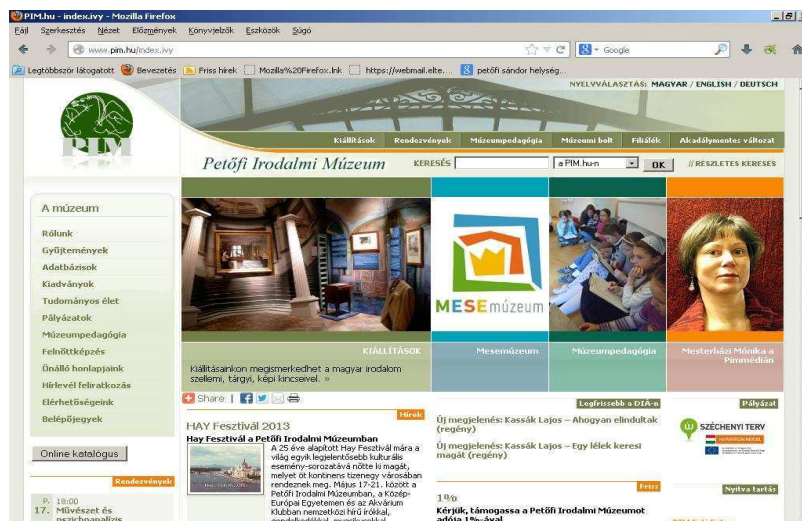 PIM.hu - index.ivy - Mozilla Firefox
Fájl Szerkesztés Nézet Előzmények Könyvjelzők Eszközök Súgó
www.pim.hu/index.ivy
Google
Legtöbbször látogatott Bevezetés Friss hírek Mozilla%20Firefox.lnk https://webmail.elte.... petőfi sándor helység...
NYELVVÁLASZTÁS: MAGYAR / ENGLISH / DEUTSCH
Kiállítások Rendezvények Múzeumpedagógia Múzeumi bolt Filiálék Akadálymentes változat
PIM
Petőfi Irodalmi Múzeum KERESÉS a PIM.hu-n OK // RÉSZLETES KERESÉS
A múzeum
Rólunk
Gyűjtemények
Adatbázisok
Kiadványok
Tudományos élet
Pályázatok
Múzeumpedagógia
Felnőttképzés
Önálló honlapjaink
Hírlevél feliratkozás
Elérhetőségeink
Belépőjegyek
Online katalógus
Rendezvények
P. 18:00
17. Művészet és
pszichoanalízis
MESEmúzeum
KIÁLLÍTÁSOK
Kiállításainkon megismerkedhet a magyar irodalom
szellemi, tárgyi, képi kincseivel. »
Mesemúzeum
Múzeumpedagógia
Mesterházi Mónika a
Pimmédián
Share
Hírek
HAY Fesztivál 2013
Hay Fesztivál a Petőfi Irodalmi Múzeumban
A 25 éve alapított Hay Fesztivál mára a
világ egyik legjelentősebb kulturális
esemény-sorozatává nőtte ki magát,
melyet öt kontinens tizenegy városában
rendeznek meg. Május 17-21. között a
Petőfi Irodalmi Múzeumban, a Közép-
Európai Egyetemen és az Akvárium
Klubban nemzetközi hírű írókkal,
gondolkodókkal, muzsikusokkal
Legfrissebb a DIA-n
Új megjelenés: Kassák Lajos – Ahogyan elindultak
(regény)
Új megjelenés: Kassák Lajos – Egy lélek keresi
magát (regény)
Friss
1%
Kérjük, támogassa a Petőfi Irodalmi Múzeumot
adója 1%-ával
Pályázat
SZÉCHENYI TERV
Nyitva tartás